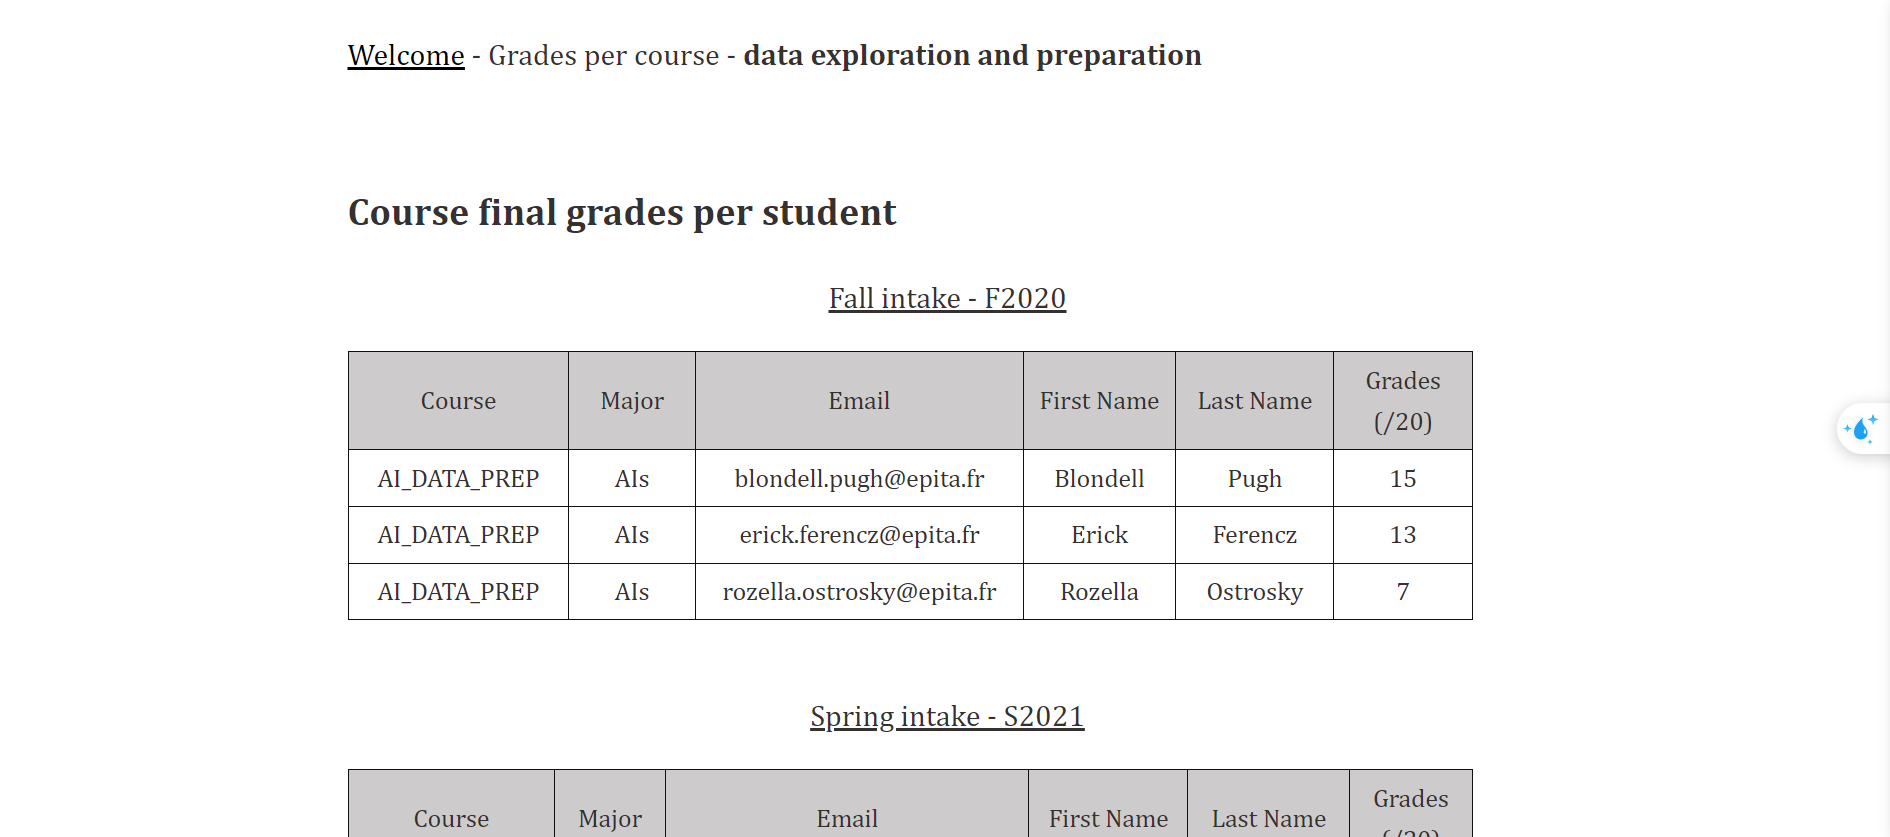 Welcome - Grades per course - data exploration and preparation
Course final grades per student
Fall intake - F2020
Course Major Email First Name Last Name Grades (/20)
AI_DATA_PREP AIs blondell.pugh@epita.fr Blondell Pugh 15
AI_DATA_PREP AIs erick.ferencz@epita.fr Erick Ferencz 13
AI_DATA_PREP AIs rozella.ostrosky@epita.fr Rozella Ostrosky 7
Spring intake - S2021
Course Major Email First Name Last Name Grades (/20)